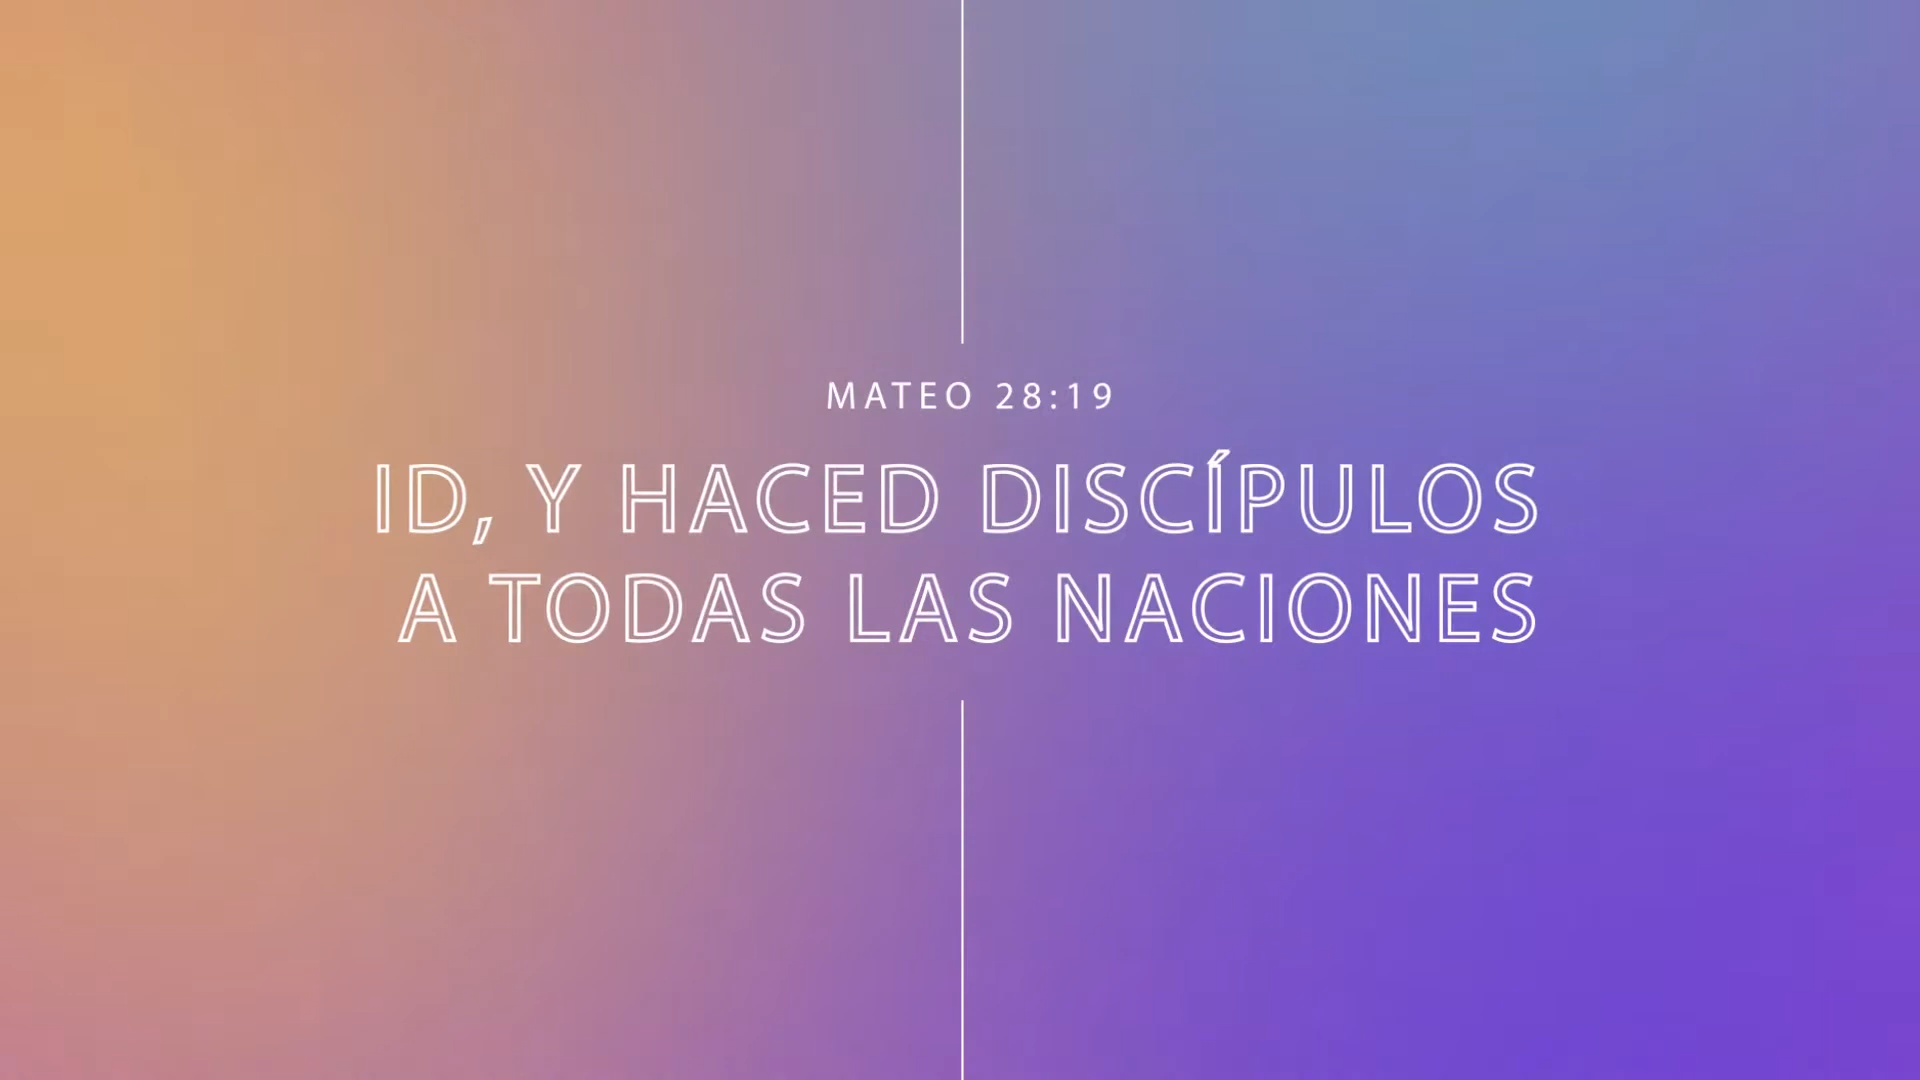 MATEO 28:19
ID, Y HACED DISCÍPULOS
A TODAS LAS NACIONES